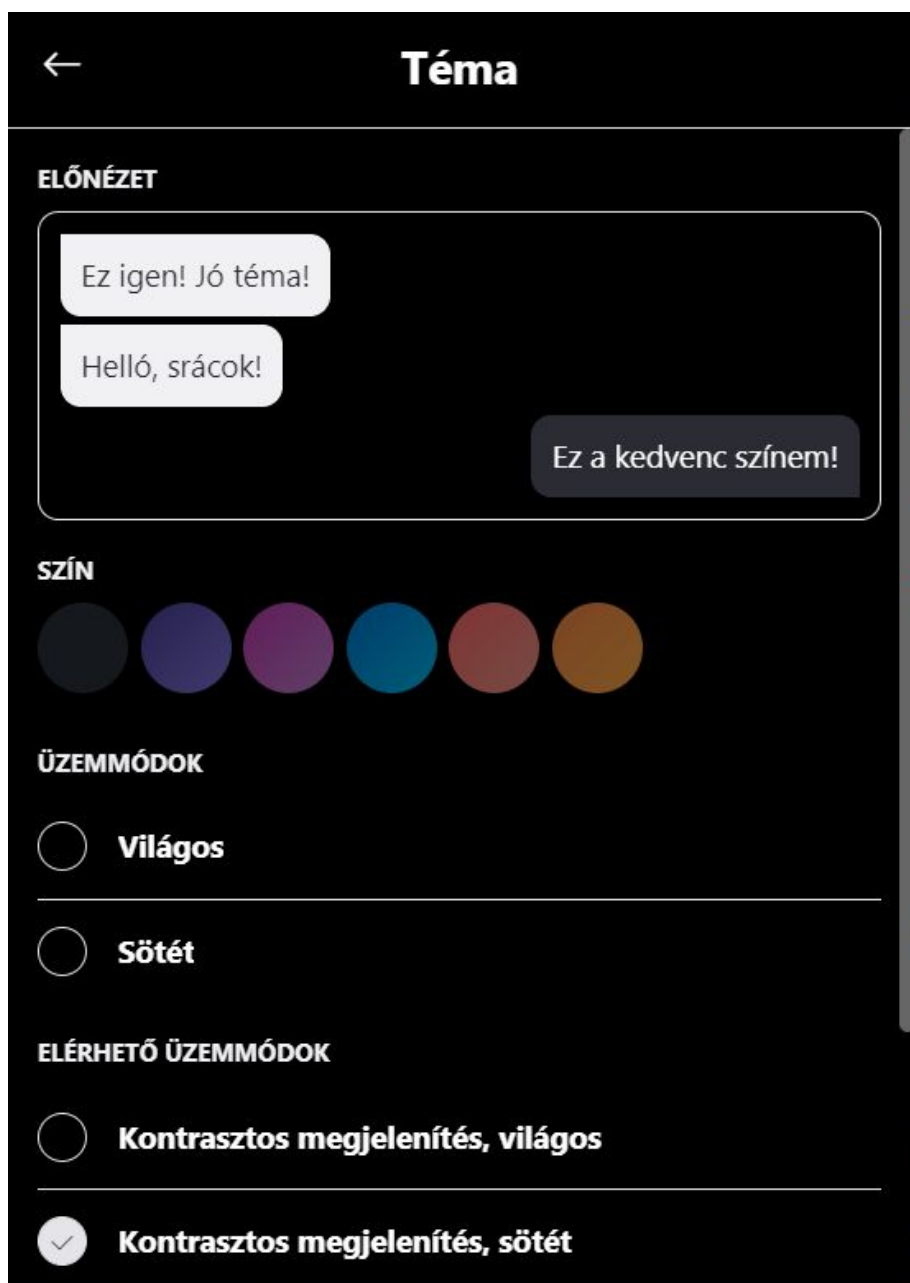 Téma
ELŐNÉZET
Ez igen! Jó téma!
Helló, srácok!
Ez a kedvenc színem!
SZÍN
ÜZEMMÓDOK
Világos
Sötét
ELÉRHETŐ ÜZEMMÓDOK
Kontrasztos megjelenítés, világos
Kontrasztos megjelenítés, sötét